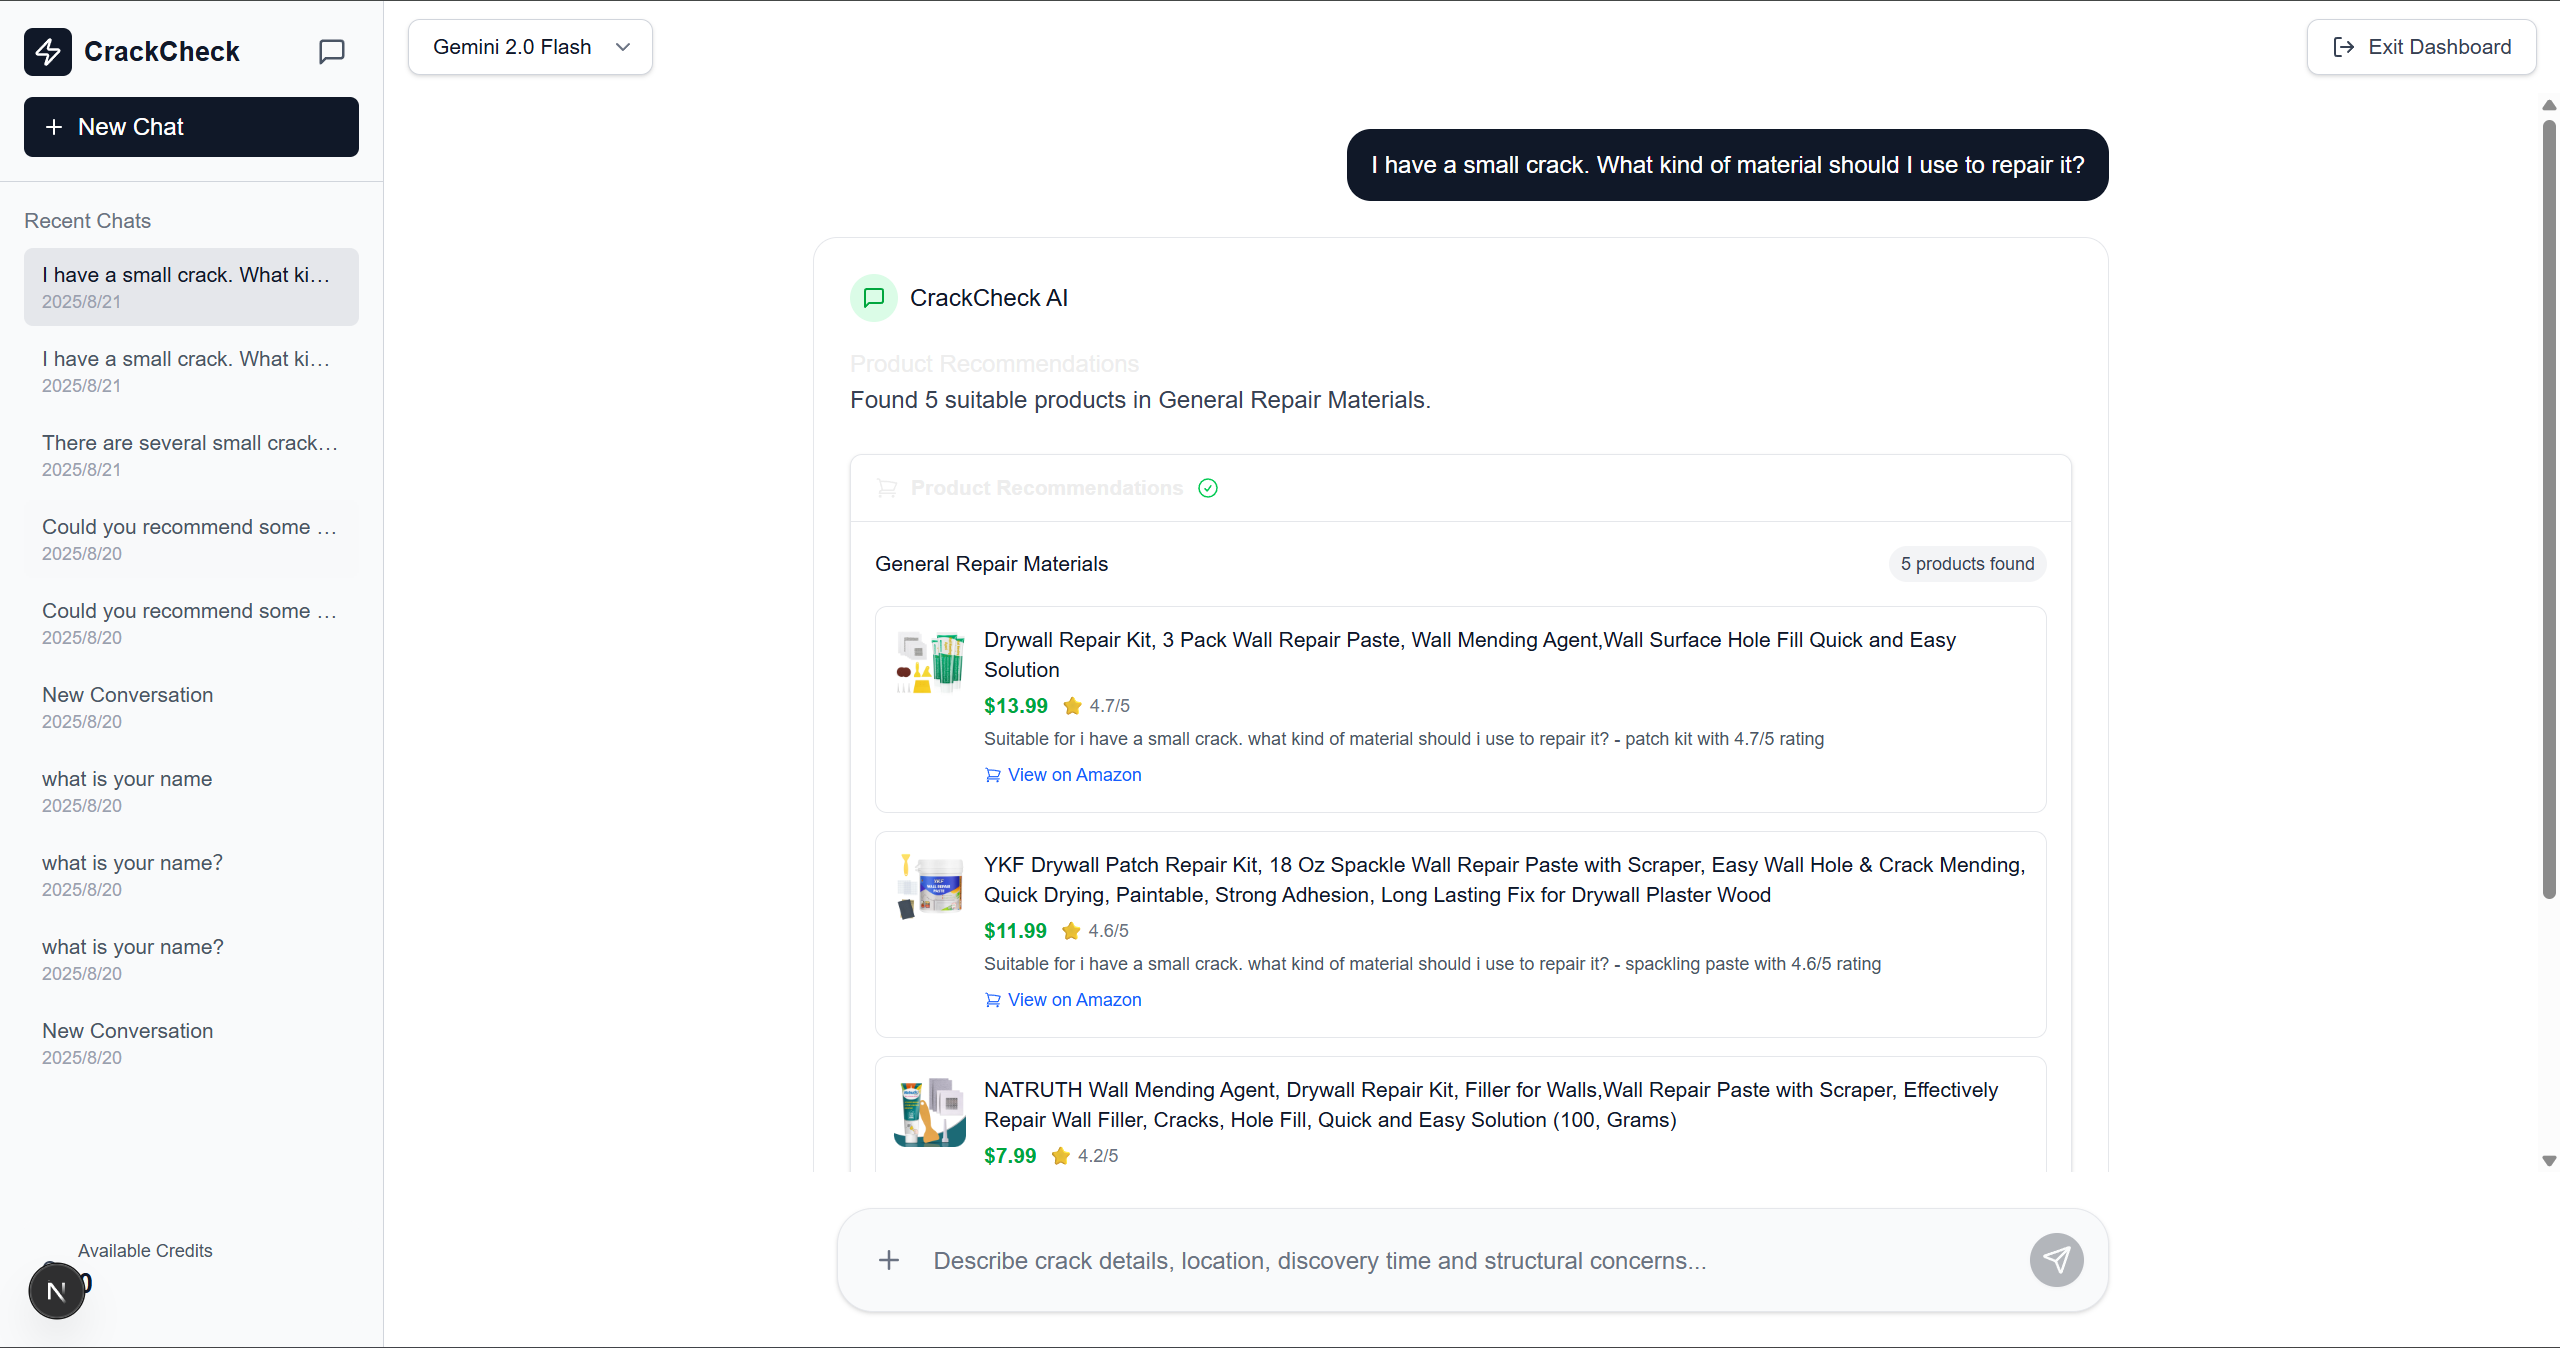 CrackCheck
New Chat
Recent Chats
I have a small crack. What ki...
2025/8/21
I have a small crack. What ki...
2025/8/21
There are several small crack...
2025/8/21
Could you recommend some ...
2025/8/20
Could you recommend some ...
2025/8/20
New Conversation
2025/8/20
what is your name
2025/8/20
what is your name?
2025/8/20
what is your name?
2025/8/20
New Conversation
2025/8/20
Available Credits
N
Gemini 2.0 Flash
Exit Dashboard
I have a small crack. What kind of material should I use to repair it?
CrackCheck AI
Product Recommendations
Found 5 suitable products in General Repair Materials.
Product Recommendations
General Repair Materials
5 products found
Drywall Repair Kit, 3 Pack Wall Repair Paste, Wall Mending Agent,Wall Surface Hole Fill Quick and Easy
Solution
$13.99 4.7/5
Suitable for i have a small crack. what kind of material should i use to repair it? - patch kit with 4.7/5 rating
View on Amazon
YKF Drywall Patch Repair Kit, 18 Oz Spackle Wall Repair Paste with Scraper, Easy Wall Hole & Crack Mending,
Quick Drying, Paintable, Strong Adhesion, Long Lasting Fix for Drywall Plaster Wood
$11.99 4.6/5
Suitable for i have a small crack. what kind of material should i use to repair it? - spackling paste with 4.6/5 rating
View on Amazon
NATRUTH Wall Mending Agent, Drywall Repair Kit, Filler for Walls,Wall Repair Paste with Scraper, Effectively
Repair Wall Filler, Cracks, Hole Fill, Quick and Easy Solution (100, Grams)
$7.99 4.2/5
Describe crack details, location, discovery time and structural concerns...